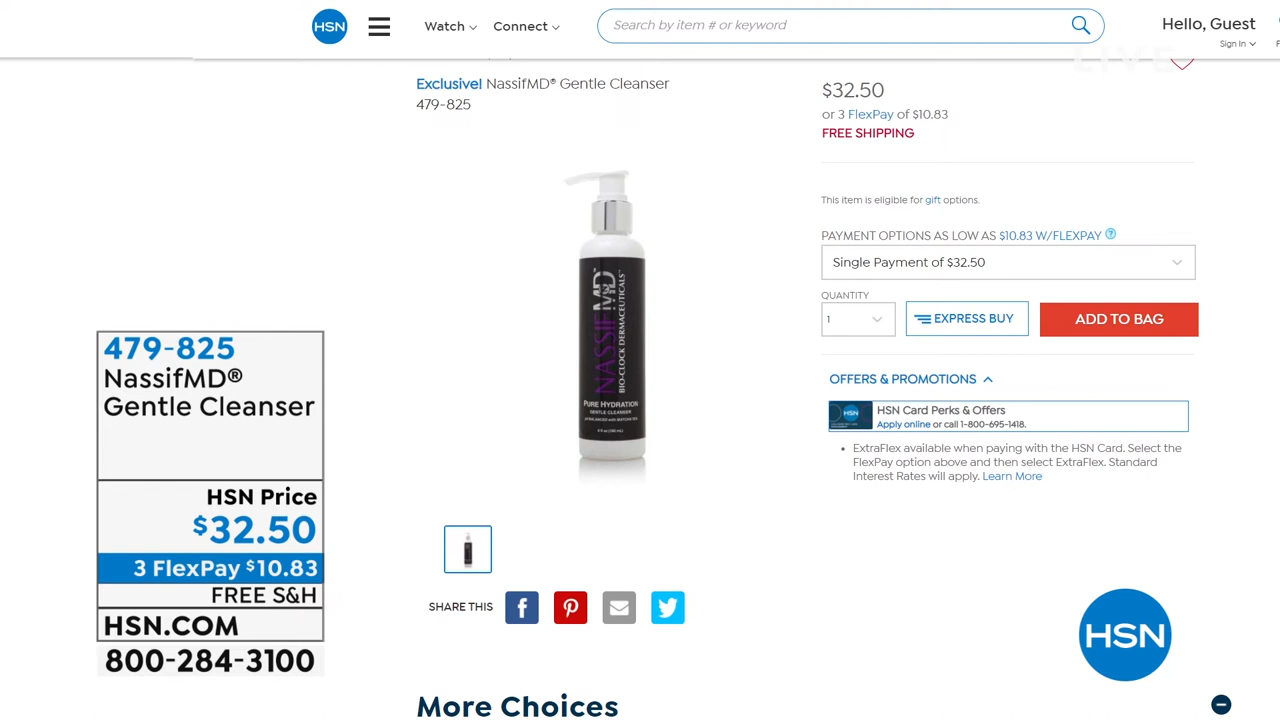 HSN
Watch
Connect
Search by item # or keyword
Hello, Guest
Sign In
LIVE
Exclusive! NassifMD® Gentle Cleanser
479-825
$32.50
or 3 FlexPay of $10.83
FREE SHIPPING
This item is eligible for gift options.
PAYMENT OPTIONS AS LOW AS $10.83 W/FLEXPAY ?
Single Payment of $32.50
QUANTITY
1
EXPRESS BUY
ADD TO BAG
OFFERS & PROMOTIONS
HSN
HSN Card Perks & Offers
Apply online or call 1-800-695-1418.
• ExtraFlex available when paying with the HSN Card. Select the
FlexPay option above and then select ExtraFlex. Standard
Interest Rates will apply. Learn More
NASSIFMD
BIO-CLOCK DERMACEUTICALS™
PURE HYDRATION
GENTLE CLEANSER
479-825
NassifMD®
Gentle Cleanser
HSN Price
$32.50
3 FlexPay $10.83
FREE S&H
HSN.COM
800-284-3100
SHARE THIS
HSN
More Choices